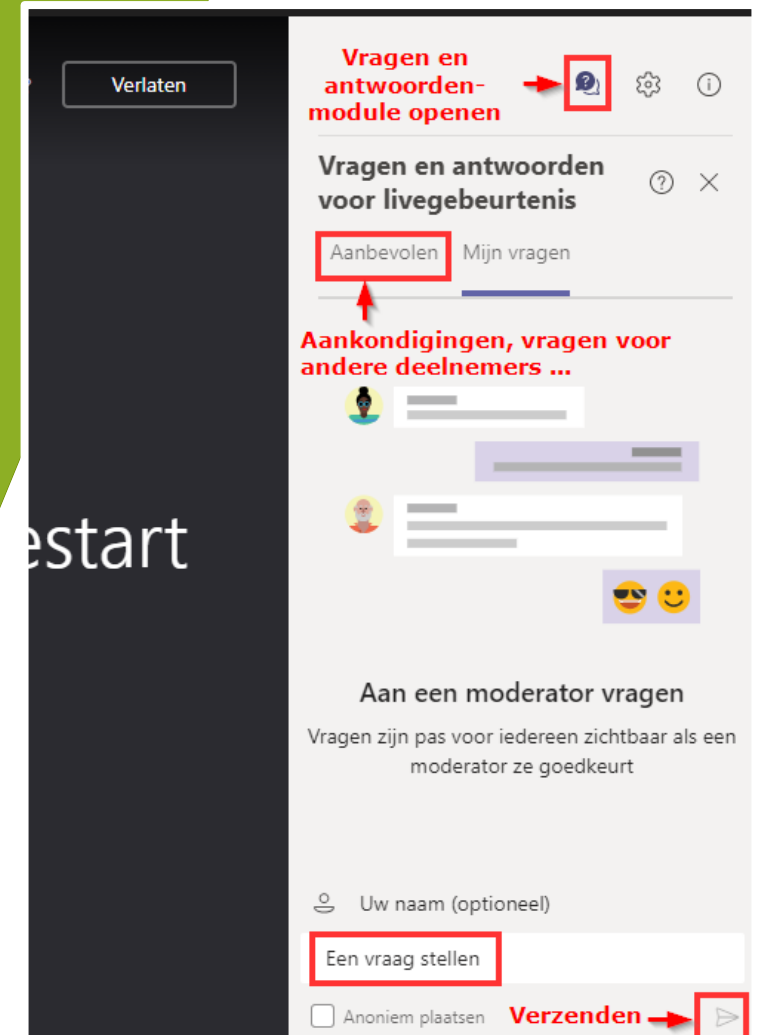 Vragen en
antwoorden-
module openen
Verlaten
Vragen en antwoorden
voor livegebeurtenis
Aanbevolen Mijn vragen
Aankondigingen, vragen voor
andere deelnemers ...
estart
Aan een moderator vragen
Vragen zijn pas voor iedereen zichtbaar als een
moderator ze goedkeurt
Uw naam (optioneel)
Een vraag stellen
Anoniem plaatsen Verzenden